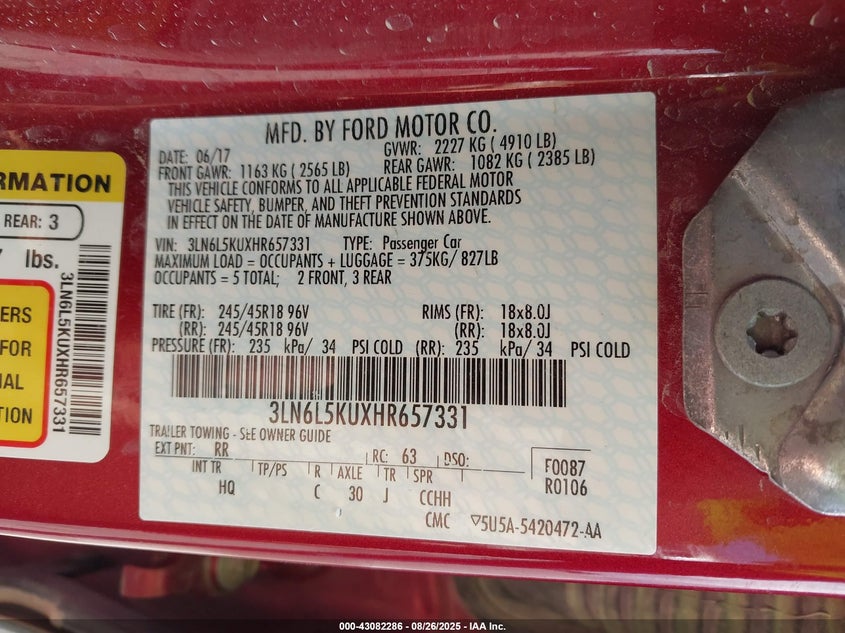 MFD. BY FORD MOTOR CO.
DATE: 06/17 GVWR: 2227 KG ( 4910 LB)
FRONT GAWR: 1163 KG ( 2565 LB) REAR GAWR: 1082 KG ( 2385 LB)
THIS VEHICLE CONFORMS TO ALL APPLICABLE FEDERAL MOTOR
VEHICLE SAFETY, BUMPER, AND THEFT PREVENTION STANDARDS
IN EFFECT ON THE DATE OF MANUFACTURE SHOWN ABOVE.
VIN: 3LN6L5KUXHR657331 TYPE: Passenger Car
MAXIMUM LOAD = OCCUPANTS + LUGGAGE = 375KG/ 827LB
OCCUPANTS = 5 TOTAL; 2 FRONT, 3 REAR
TIRE (FR): 245/45R18 96V RIMS (FR): 18x8.0J
(RR): 245/45R18 96V (RR): 18x8.0J
PRESSURE (FR): 235 kPa/ 34 PSI COLD (RR): 235 kPa/ 34 PSI COLD
3LN6L5KUXHR657331
TRAILER TOWING - SEE OWNER GUIDE
EXT PNT: RR RC: 63 DSO:
INT TR TP/PS R AXLE TR SPR
HQ C 30 J CCHH
F0087
R0106
CMC 5U5A-5420472-AA
RMATION
REAR: 3
lbs.
3LN6L5KUXHR657331
ERS
FOR
IAL
ION
000-43082286 - 08/26/2025 - IAA Inc.